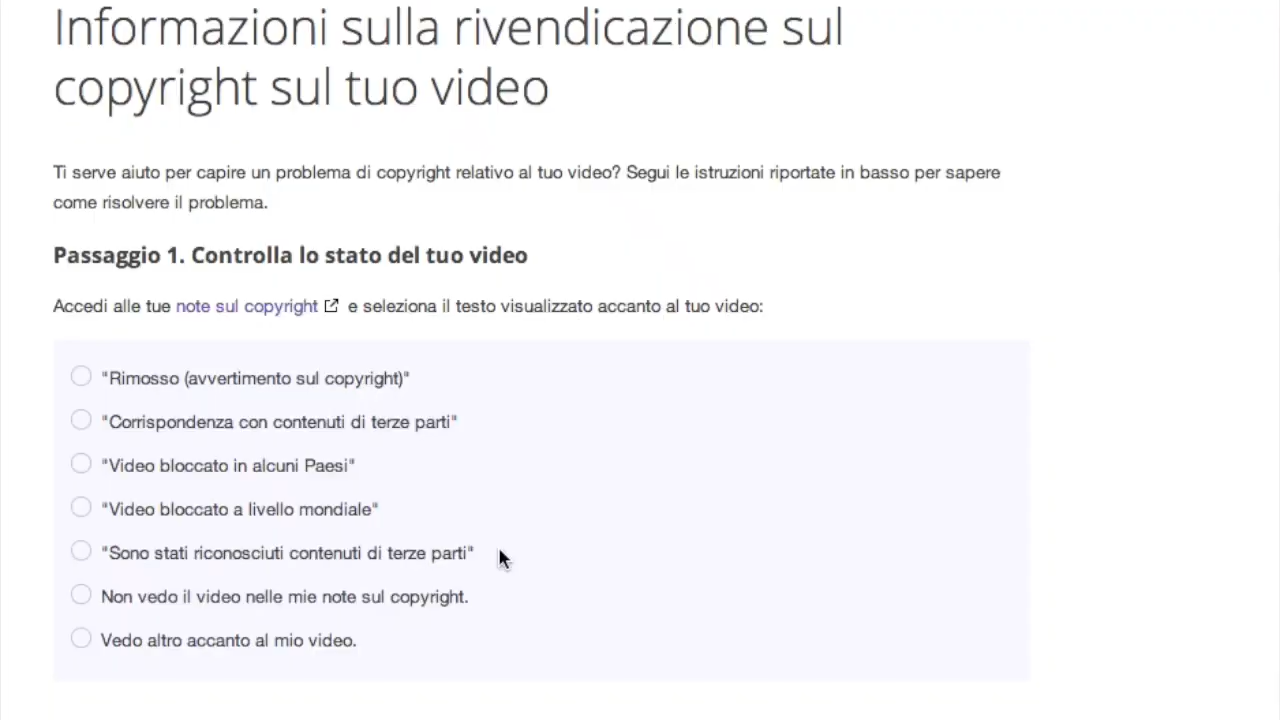 Informazioni sulla rivendicazione sul
copyright sul tuo video
Ti serve aiuto per capire un problema di copyright relativo al tuo video? Segui le istruzioni riportate in basso per sapere
come risolvere il problema.
Passaggio 1. Controlla lo stato del tuo video
Accedi alle tue note sul copyright e seleziona il testo visualizzato accanto al tuo video:
"Rimosso (avvertimento sul copyright)"
"Corrispondenza con contenuti di terze parti"
"Video bloccato in alcuni Paesi"
"Video bloccato a livello mondiale"
"Sono stati riconosciuti contenuti di terze parti"
Non vedo il video nelle mie note sul copyright.
Vedo altro accanto al mio video.